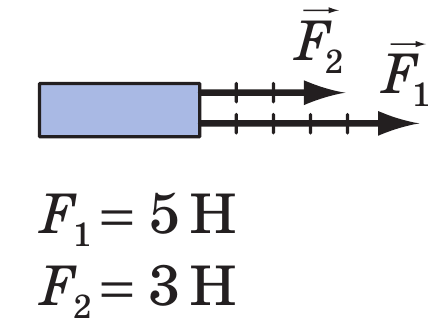 F⃗₂
F⃗₁
F₁ = 5 Н
F₂ = 3 Н